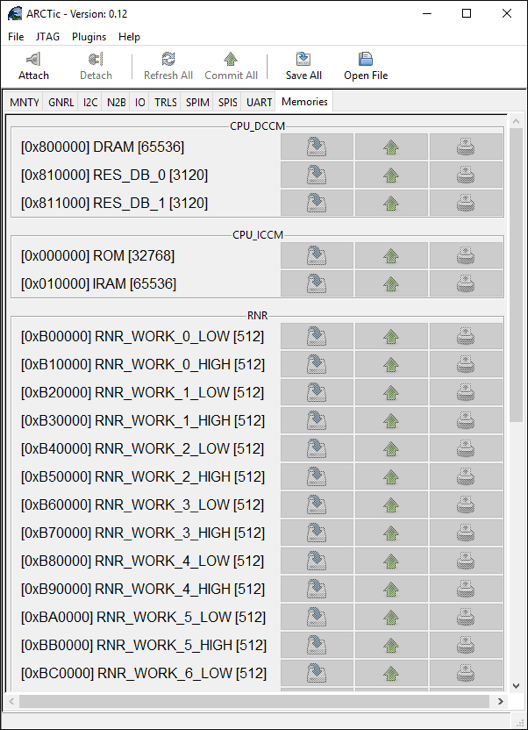 ARCTic - Version: 0.12
File JTAG Plugins Help
Attach Detach Refresh All Commit All Save All Open File
MNTY GNRL I2C N2B IO TRLS SPIM SPIS UART Memories
CPU_DCCM
[0x800000] DRAM [65536]
[0x810000] RES_DB_0 [3120]
[0x811000] RES_DB_1 [3120]
CPU_ICCM
[0x000000] ROM [32768]
[0x010000] IRAM [65536]
RNR
[0xB00000] RNR_WORK_0_LOW [512]
[0xB10000] RNR_WORK_0_HIGH [512]
[0xB20000] RNR_WORK_1_LOW [512]
[0xB30000] RNR_WORK_1_HIGH [512]
[0xB40000] RNR_WORK_2_LOW [512]
[0xB50000] RNR_WORK_2_HIGH [512]
[0xB60000] RNR_WORK_3_LOW [512]
[0xB70000] RNR_WORK_3_HIGH [512]
[0xB80000] RNR_WORK_4_LOW [512]
[0xB90000] RNR_WORK_4_HIGH [512]
[0xBA0000] RNR_WORK_5_LOW [512]
[0xBB0000] RNR_WORK_5_HIGH [512]
[0xBC0000] RNR_WORK_6_LOW [512]